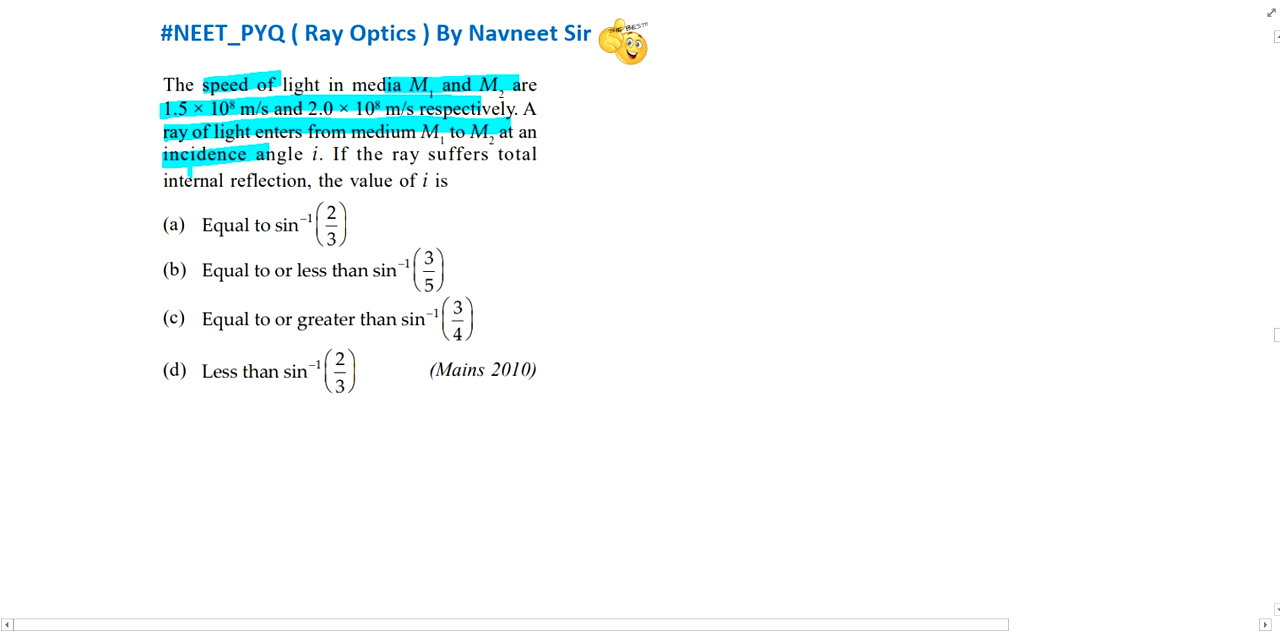 #NEET_PYQ ( Ray Optics ) By Navneet Sir
THE BEST!!!
The speed of light in media M₁ and M₂ are
1.5 × 10⁸ m/s and 2.0 × 10⁸ m/s respectively. A
ray of light enters from medium M₁ to M₂ at an
incidence angle i. If the ray suffers total
internal reflection, the value of i is
(a) Equal to sin⁻¹(2/3)
(b) Equal to or less than sin⁻¹(3/5)
(c) Equal to or greater than sin⁻¹(3/4)
(d) Less than sin⁻¹(2/3) (Mains 2010)